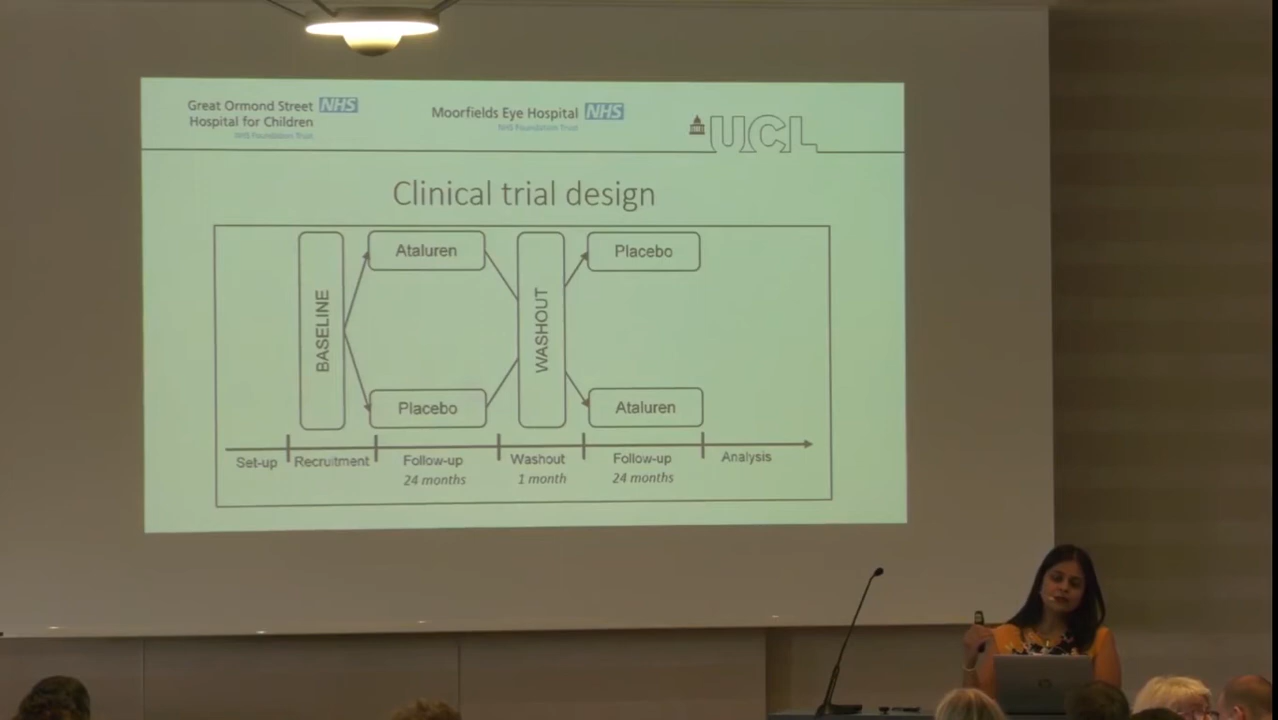 Great Ormond Street NHS
Hospital for Children
NHS Foundation Trust
Moorfields Eye Hospital NHS
NHS Foundation Trust
UCL
Clinical trial design
BASELINE
Ataluren
Placebo
WASHOUT
Placebo
Ataluren
Set-up
Recruitment
Follow-up
24 months
Washout
1 month
Follow-up
24 months
Analysis